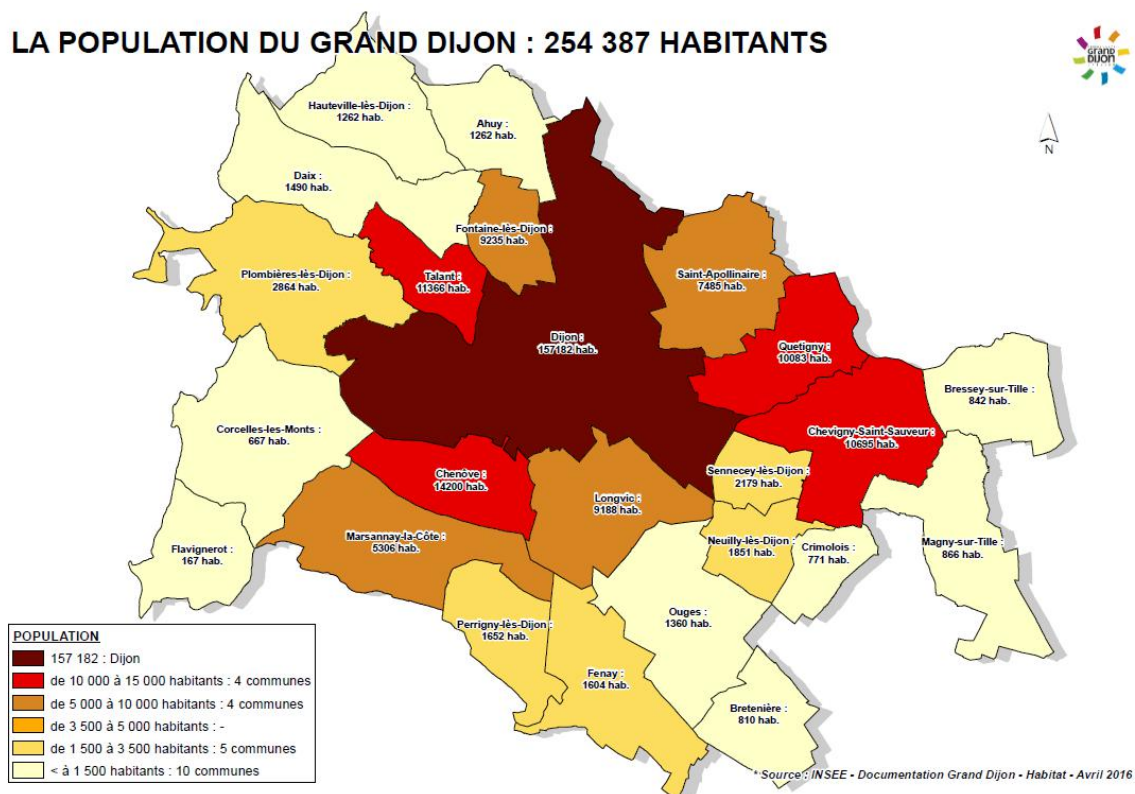 LA POPULATION DU GRAND DIJON : 254 387 HABITANTS
GRAND
DIJON
N
Hauteville-lès-Dijon :
1262 hab.
Ahuy :
1262 hab.
Daix :
1490 hab.
Fontaine-lès-Dijon :
9235 hab.
Plombières-lès-Dijon :
2864 hab.
Talant :
11366 hab.
Saint-Apollinaire :
7485 hab.
Dijon :
157182 hab.
Quetigny :
10083 hab.
Bressey-sur-Tille :
842 hab.
Corcelles-les-Monts :
667 hab.
Chevigny-Saint-Sauveur :
10695 hab.
Chenôve :
14200 hab.
Sennecey-lès-Dijon :
2179 hab.
Longvic :
9188 hab.
Marsannay-la-Côte :
5306 hab.
Neuilly-lès-Dijon :
1851 hab.
Crimolois :
771 hab.
Magny-sur-Tille :
866 hab.
Flavignerot :
167 hab.
Ouges :
1360 hab.
Perrigny-lès-Dijon :
1652 hab.
Fenay :
1604 hab.
Bretenière :
810 hab.
POPULATION
157 182 : Dijon
de 10 000 à 15 000 habitants : 4 communes
de 5 000 à 10 000 habitants : 4 communes
de 3 500 à 5 000 habitants : -
de 1 500 à 3 500 habitants : 5 communes
< à 1 500 habitants : 10 communes
* Source : INSEE - Documentation Grand Dijon - Habitat - Avril 2016